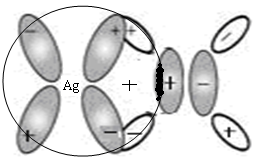 − + +
Ag + + −
+ − − +